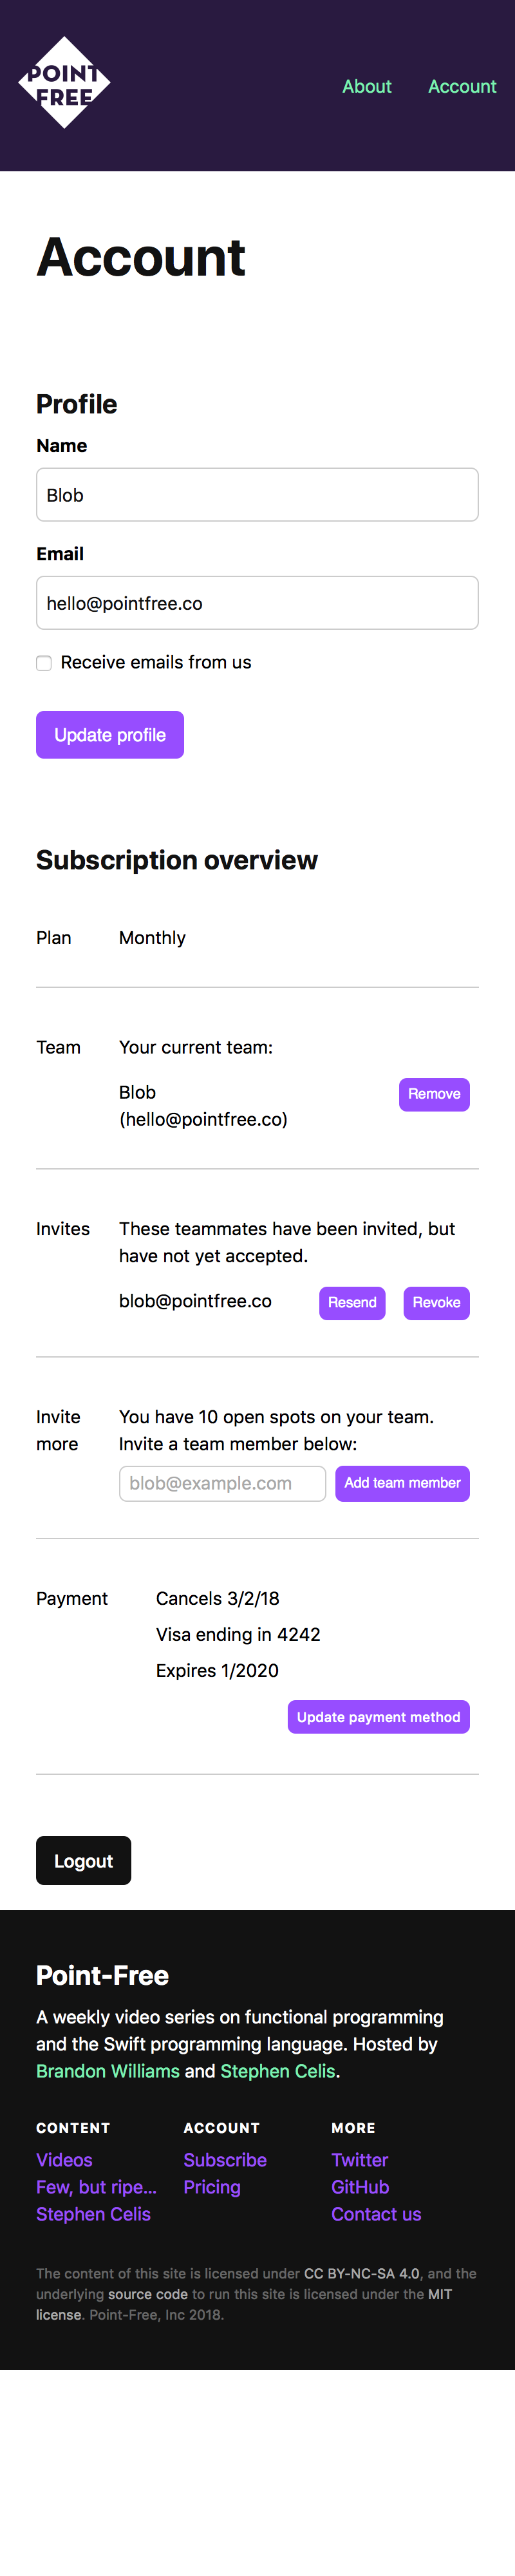 POINT
FREE
About Account
Account
Profile
Name
Blob
Email
hello@pointfree.co
Receive emails from us
Update profile
Subscription overview
Plan Monthly
Team Your current team:
Blob Remove
(hello@pointfree.co)
Invites These teammates have been invited, but
have not yet accepted.
blob@pointfree.co Resend Revoke
Invite You have 10 open spots on your team.
more Invite a team member below:
blob@example.com Add team member
Payment Cancels 3/2/18
Visa ending in 4242
Expires 1/2020
Update payment method
Logout
Point-Free
A weekly video series on functional programming
and the Swift programming language. Hosted by
Brandon Williams and Stephen Celis.
CONTENT ACCOUNT MORE
Videos Subscribe Twitter
Few, but ripe... Pricing GitHub
Stephen Celis Contact us
The content of this site is licensed under CC BY-NC-SA 4.0, and the
underlying source code to run this site is licensed under the MIT
license. Point-Free, Inc 2018.